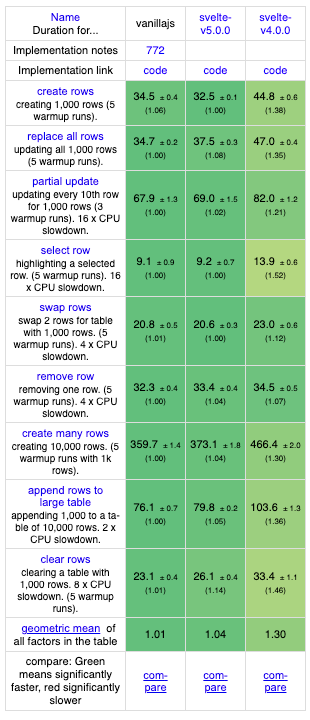 Name
Duration for...
vanillajs
svelte-
v5.0.0
svelte-
v4.0.0
Implementation notes
772
Implementation link
code
code
code
create rows
creating 1,000 rows (5
warmup runs).
34.5 ± 0.4
(1.06)
32.5 ± 0.1
(1.00)
44.8 ± 0.6
(1.38)
replace all rows
updating all 1,000 rows
(5 warmup runs).
34.7 ± 0.2
(1.00)
37.5 ± 0.3
(1.08)
47.0 ± 0.4
(1.35)
partial update
updating every 10th row
for 1,000 rows (3
warmup runs). 16 x CPU
slowdown.
67.9 ± 1.3
(1.00)
69.0 ± 1.5
(1.02)
82.0 ± 1.2
(1.21)
select row
highlighting a selected
row. (5 warmup runs). 16
x CPU slowdown.
9.1 ± 0.9
(1.00)
9.2 ± 0.7
(1.00)
13.9 ± 0.6
(1.52)
swap rows
swap 2 rows for table
with 1,000 rows. (5
warmup runs). 4 x CPU
slowdown.
20.8 ± 0.5
(1.01)
20.6 ± 0.3
(1.00)
23.0 ± 0.6
(1.12)
remove row
removing one row. (5
warmup runs). 4 x CPU
slowdown.
32.3 ± 0.4
(1.00)
33.4 ± 0.4
(1.04)
34.5 ± 0.5
(1.07)
create many rows
creating 10,000 rows. (5
warmup runs with 1k
rows).
359.7 ± 1.4
(1.00)
373.1 ± 1.8
(1.04)
466.4 ± 2.0
(1.30)
append rows to
large table
appending 1,000 to a ta-
ble of 10,000 rows. 2 x
CPU slowdown.
76.1 ± 0.7
(1.00)
79.8 ± 0.2
(1.05)
103.6 ± 1.3
(1.36)
clear rows
clearing a table with
1,000 rows. 8 x CPU
slowdown. (5 warmup
runs).
23.1 ± 0.4
(1.01)
26.1 ± 0.4
(1.14)
33.4 ± 1.1
(1.46)
geometric mean of
all factors in the table
1.01
1.04
1.30
compare: Green
means significantly
faster, red significantly
slower
com-
pare
com-
pare
com-
pare